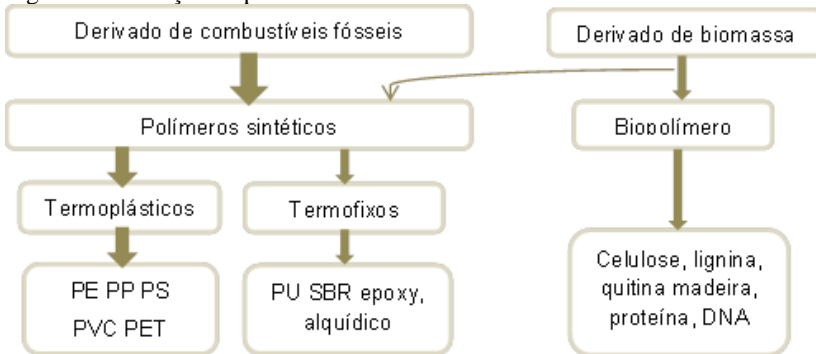 Derivado de combustíveis fósseis
Derivado de biomassa
Polímeros sintéticos
Biopolímero
Termoplásticos
Termofixos
PE PP PS
PVC PET
PU SBR epoxy,
alquídico
Celulose, lignina,
quitina madeira,
proteína, DNA